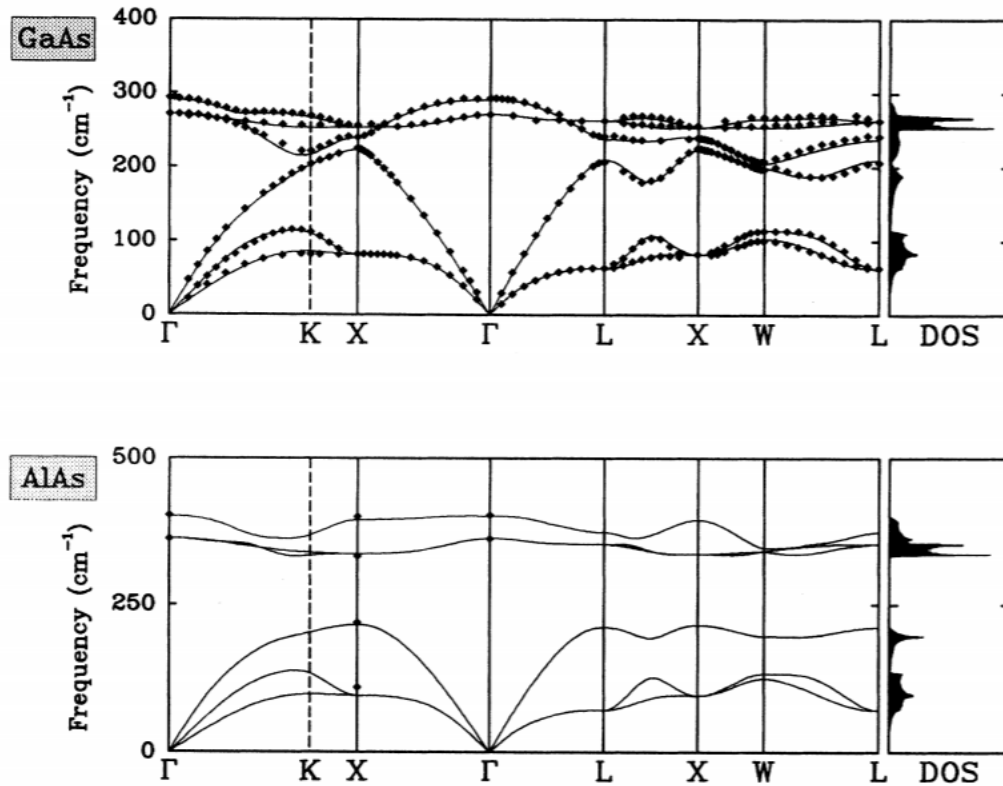 GaAs
Frequency (cm⁻¹)
400
300
200
100
0
Γ K X Γ L X W L DOS
AlAs
Frequency (cm⁻¹)
500
250
0
Γ K X Γ L X W L DOS